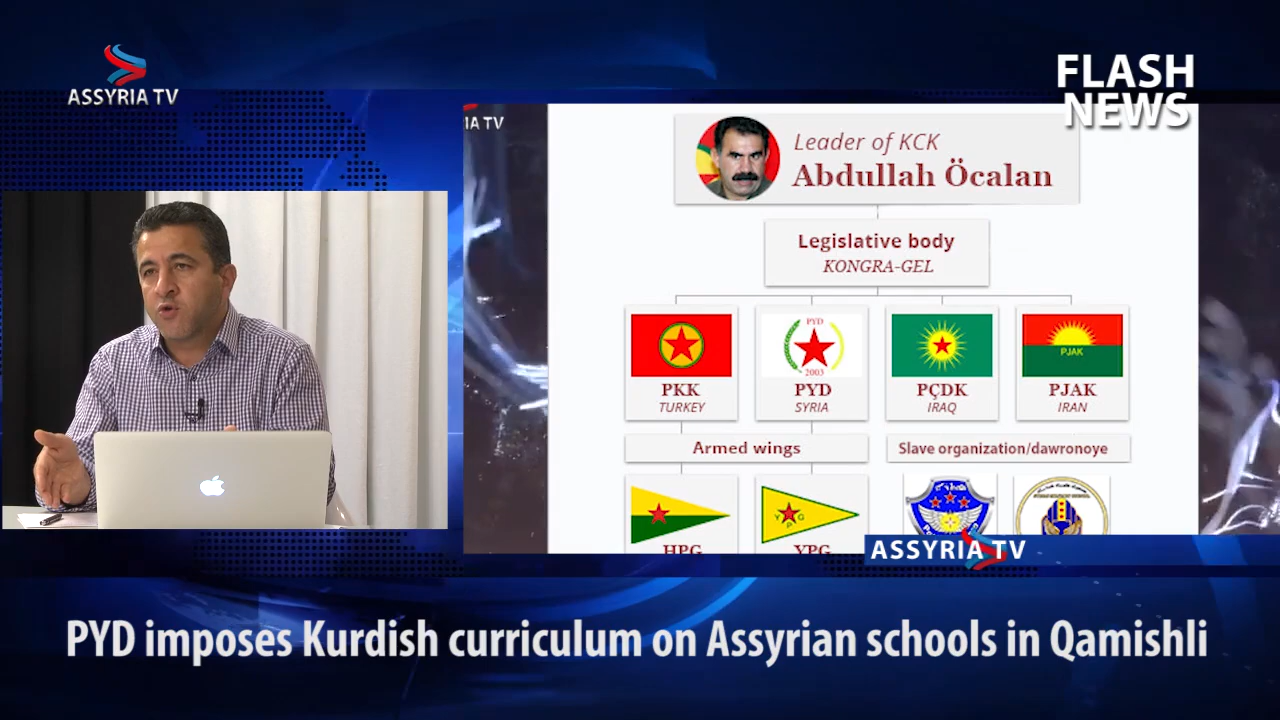 ASSYRIA TV
FLASH
NEWS
IA TV
Leader of KCK
Abdullah Öcalan
Legislative body
KONGRA-GEL
PKK
TURKEY
PYD
2003
PYD
SYRIA
PÇDK
IRAQ
PJAK
PJAK
IRAN
Armed wings
Slave organization/dawronoye
HPG
YPG
YPG
ASSYRIA TV
PYD imposes Kurdish curriculum on Assyrian schools in Qamishli